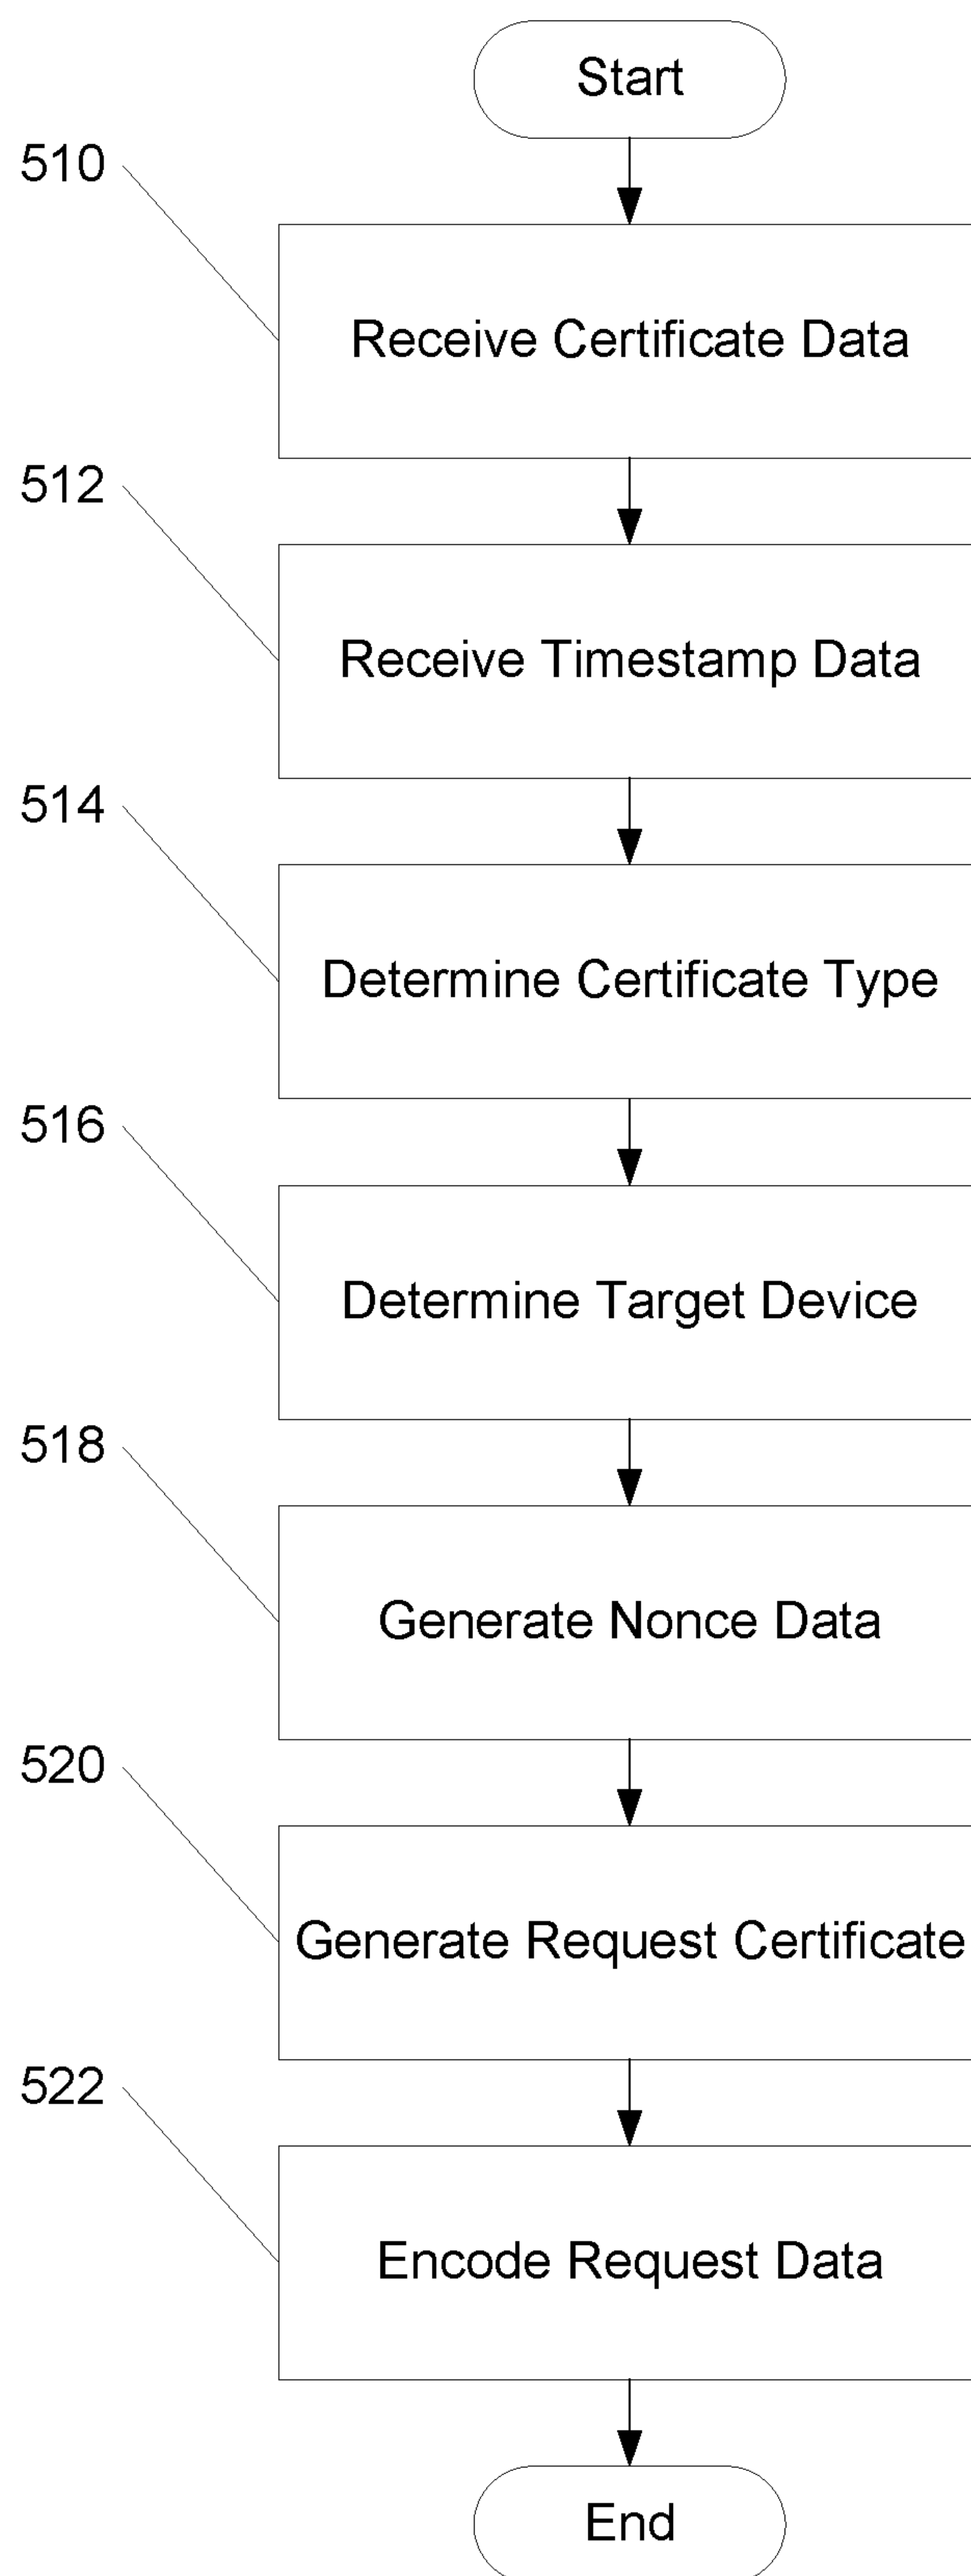 Start
510
Receive Certificate Data
512
Receive Timestamp Data
514
Determine Certificate Type
516
Determine Target Device
518
Generate Nonce Data
520
Generate Request Certificate
522
Encode Request Data
End